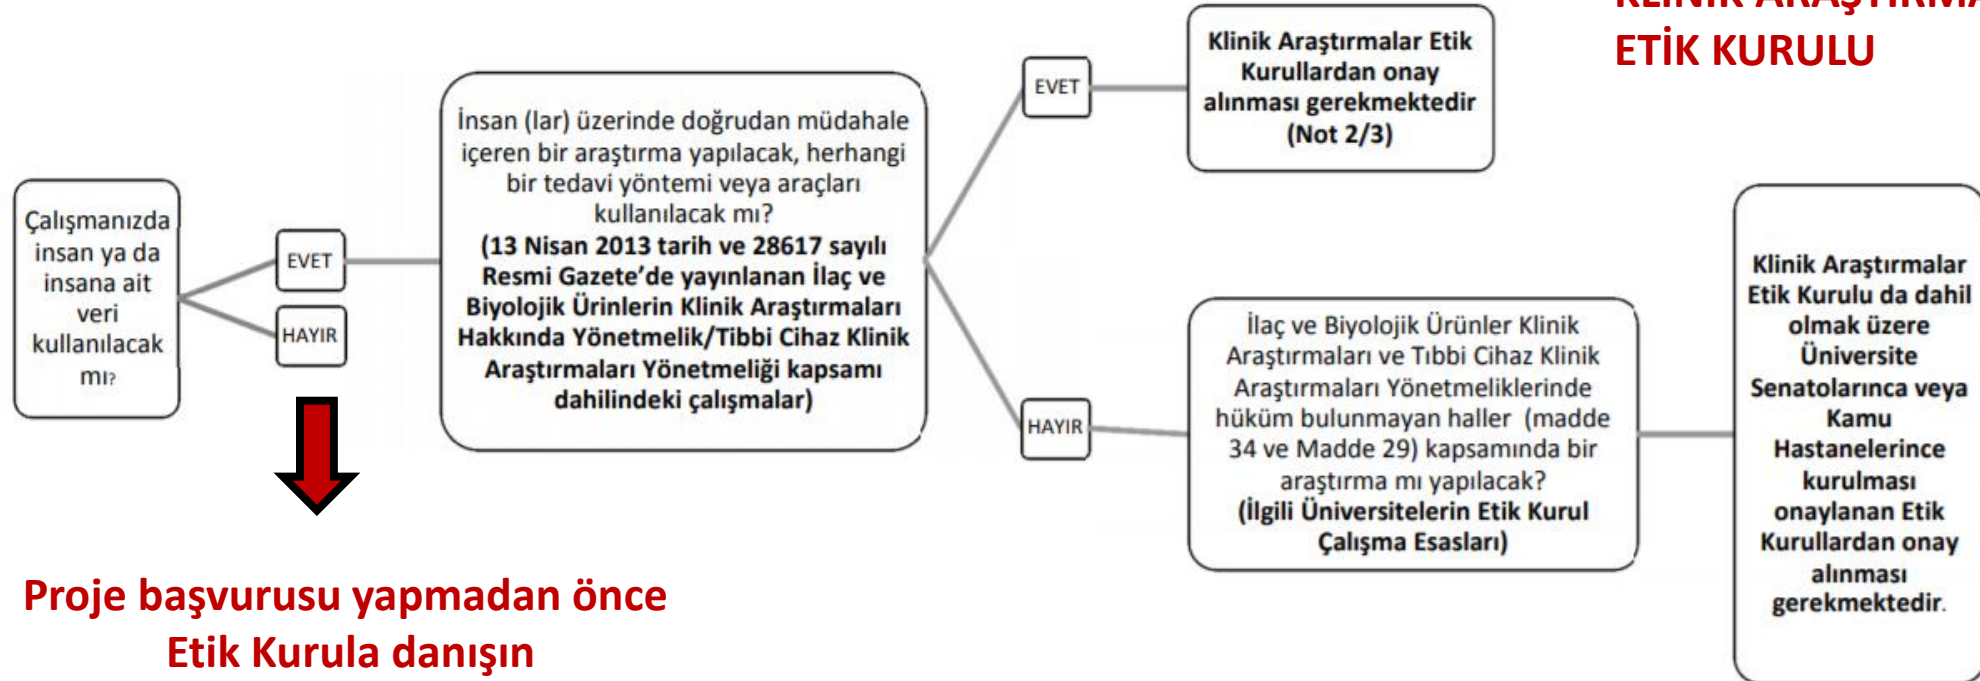 KLİNİK ARAŞTIRMA
ETİK KURULU
Çalışmanızda
insan ya da
insana ait
veri
kullanılacak
mı?
EVET
HAYIR
İnsan (lar) üzerinde doğrudan müdahale
içeren bir araştırma yapılacak, herhangi
bir tedavi yöntemi veya araçları
kullanılacak mı?
(13 Nisan 2013 tarih ve 28617 sayılı
Resmi Gazete’de yayınlanan İlaç ve
Biyolojik Ürinlerin Klinik Araştırmaları
Hakkında Yönetmelik/Tibbi Cihaz Klinik
Araştırmaları Yönetmeliği kapsamı
dahilindeki çalışmalar)
EVET
Klinik Araştırmalar Etik
Kurullardan onay
alınması gerekmektedir
(Not 2/3)
HAYIR
İlaç ve Biyolojik Ürünler Klinik
Araştırmaları ve Tıbbi Cihaz Klinik
Araştırmaları Yönetmeliklerinde
hüküm bulunmayan haller (madde
34 ve Madde 29) kapsamında bir
araştırma mı yapılacak?
(İlgili Üniversitelerin Etik Kurul
Çalışma Esasları)
Klinik Araştırmalar
Etik Kurulu da dahil
olmak üzere
Üniversite
Senatolarınca veya
Kamu
Hastanelerince
kurulması
onaylanan Etik
Kurullardan onay
alınması
gerekmektedir.
Proje başvurusu yapmadan önce
Etik Kurula danışın